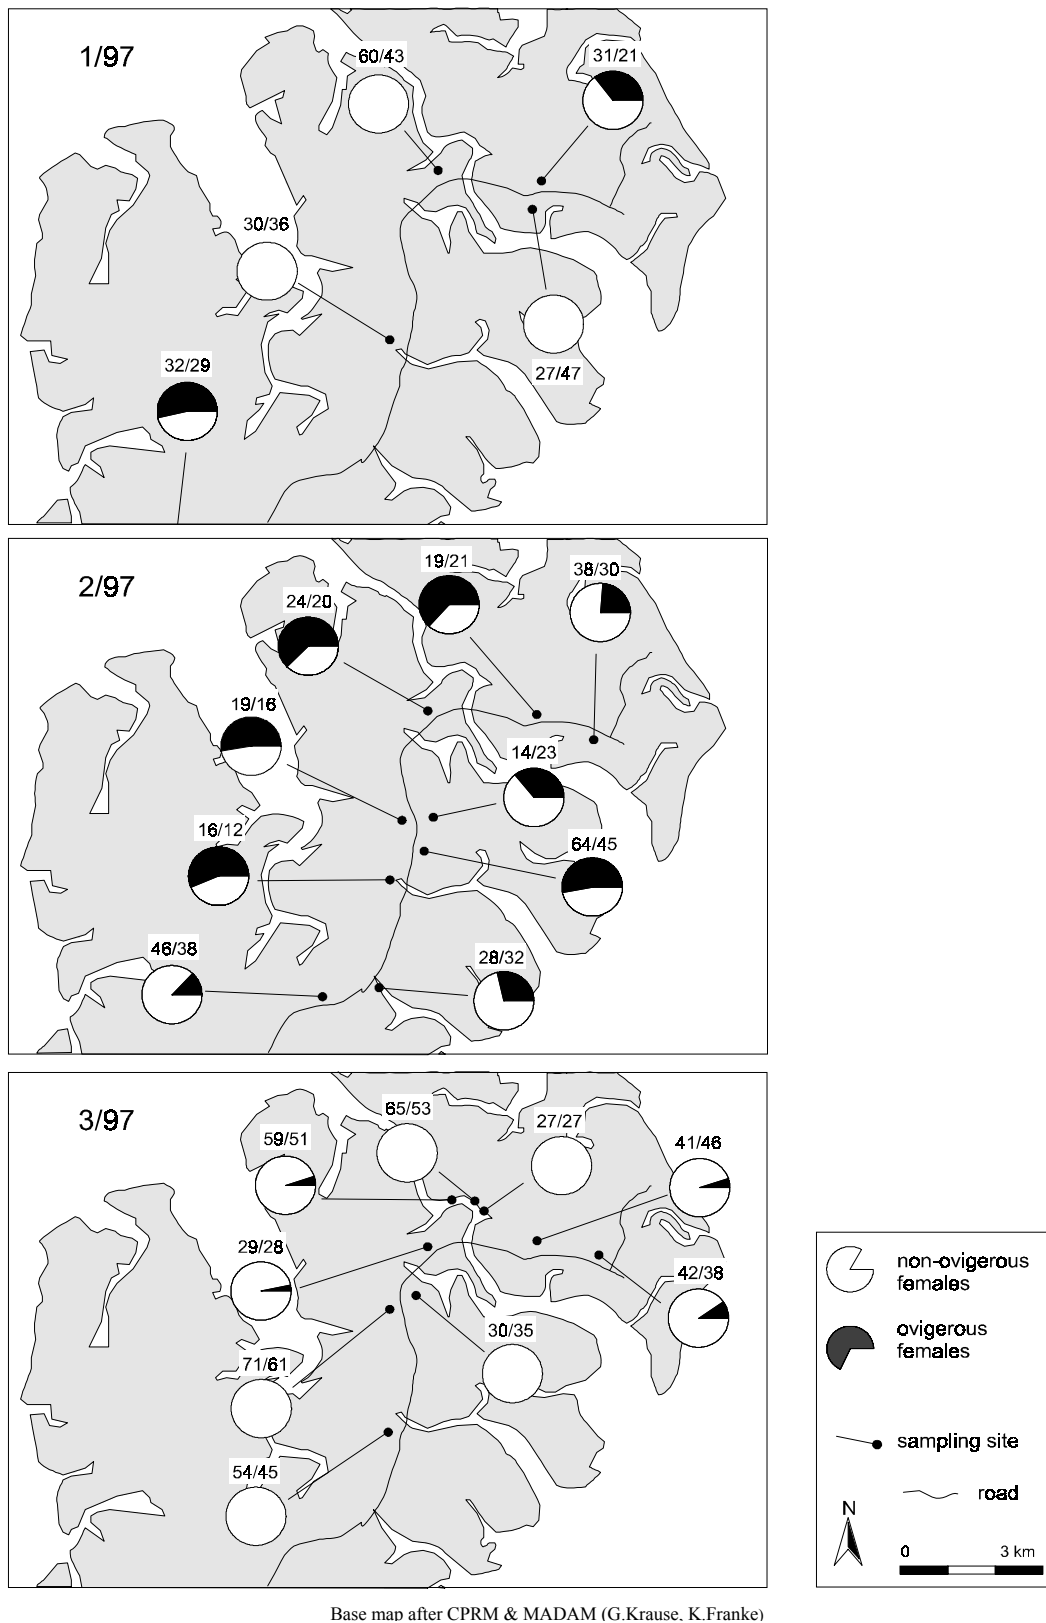 1/97
60/43
31/21
30/36
27/47
32/29
2/97
19/21
38/30
24/20
19/16
14/23
16/12
64/45
46/38
28/32
3/97
65/53
27/27
59/51
41/46
29/28
42/38
30/35
71/61
54/45
non-ovigerous
females
ovigerous
females
sampling site
road
N
0 3 km
Base map after CPRM & MADAM (G.Krause, K.Franke)